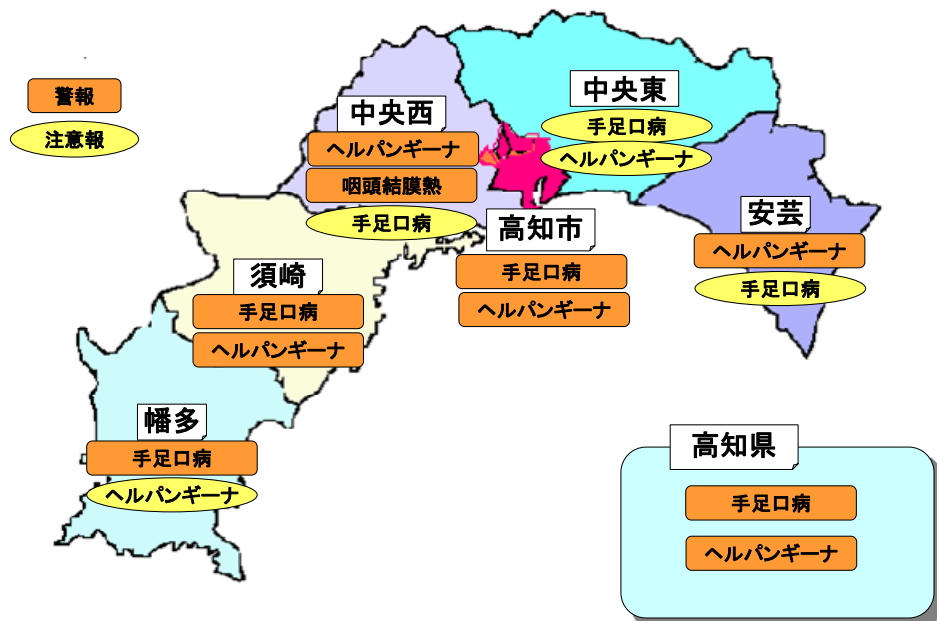 警報
注意報
中央西
ヘルパンギーナ
咽頭結膜熱
手足口病
中央東
手足口病
ヘルパンギーナ
高知市
手足口病
ヘルパンギーナ
安芸
ヘルパンギーナ
手足口病
須崎
手足口病
ヘルパンギーナ
幡多
手足口病
ヘルパンギーナ
高知県
手足口病
ヘルパンギーナ